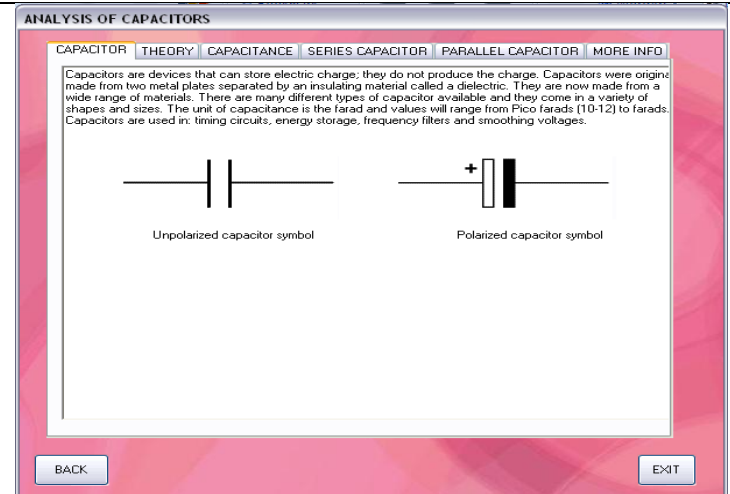 ANALYSIS OF CAPACITORS
CAPACITOR THEORY CAPACITANCE SERIES CAPACITOR PARALLEL CAPACITOR MORE INFO
Capacitors are devices that can store electric charge; they do not produce the charge. Capacitors were origina
made from two metal plates separated by an insulating material called a dielectric. They are now made from a
wide range of materials. There are many different types of capacitor available and they come in a variety of
shapes and sizes. The unit of capacitance is the farad and values will range from Pico farads (10-12) to farads.
Capacitors are used in: timing circuits, energy storage, frequency filters and smoothing voltages.
+
Unpolarized capacitor symbol Polarized capacitor symbol
BACK EXIT